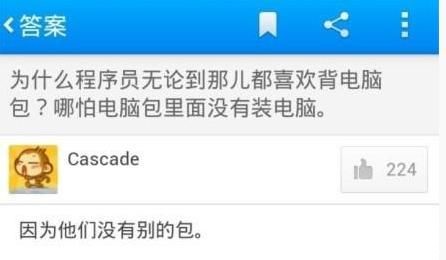 答案
为什么程序员无论到那儿都喜欢背电脑
包？哪怕电脑包里面没有装电脑。
Cascade
224
因为他们没有别的包。